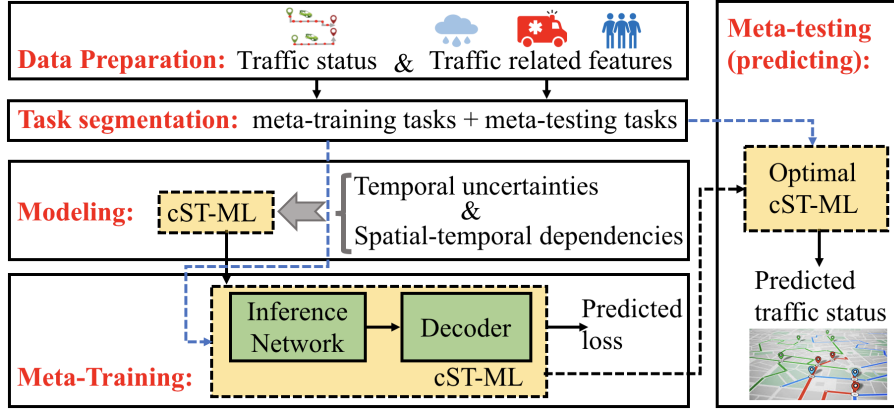 Data Preparation: Traffic status & Traffic related features
Task segmentation: meta-training tasks + meta-testing tasks
Modeling: cST-ML
Temporal uncertainties
&
Spatial-temporal dependencies
Meta-Training:
Inference
Network
Decoder
cST-ML
Predicted
loss
Meta-testing
(predicting):
Optimal
cST-ML
Predicted
traffic status